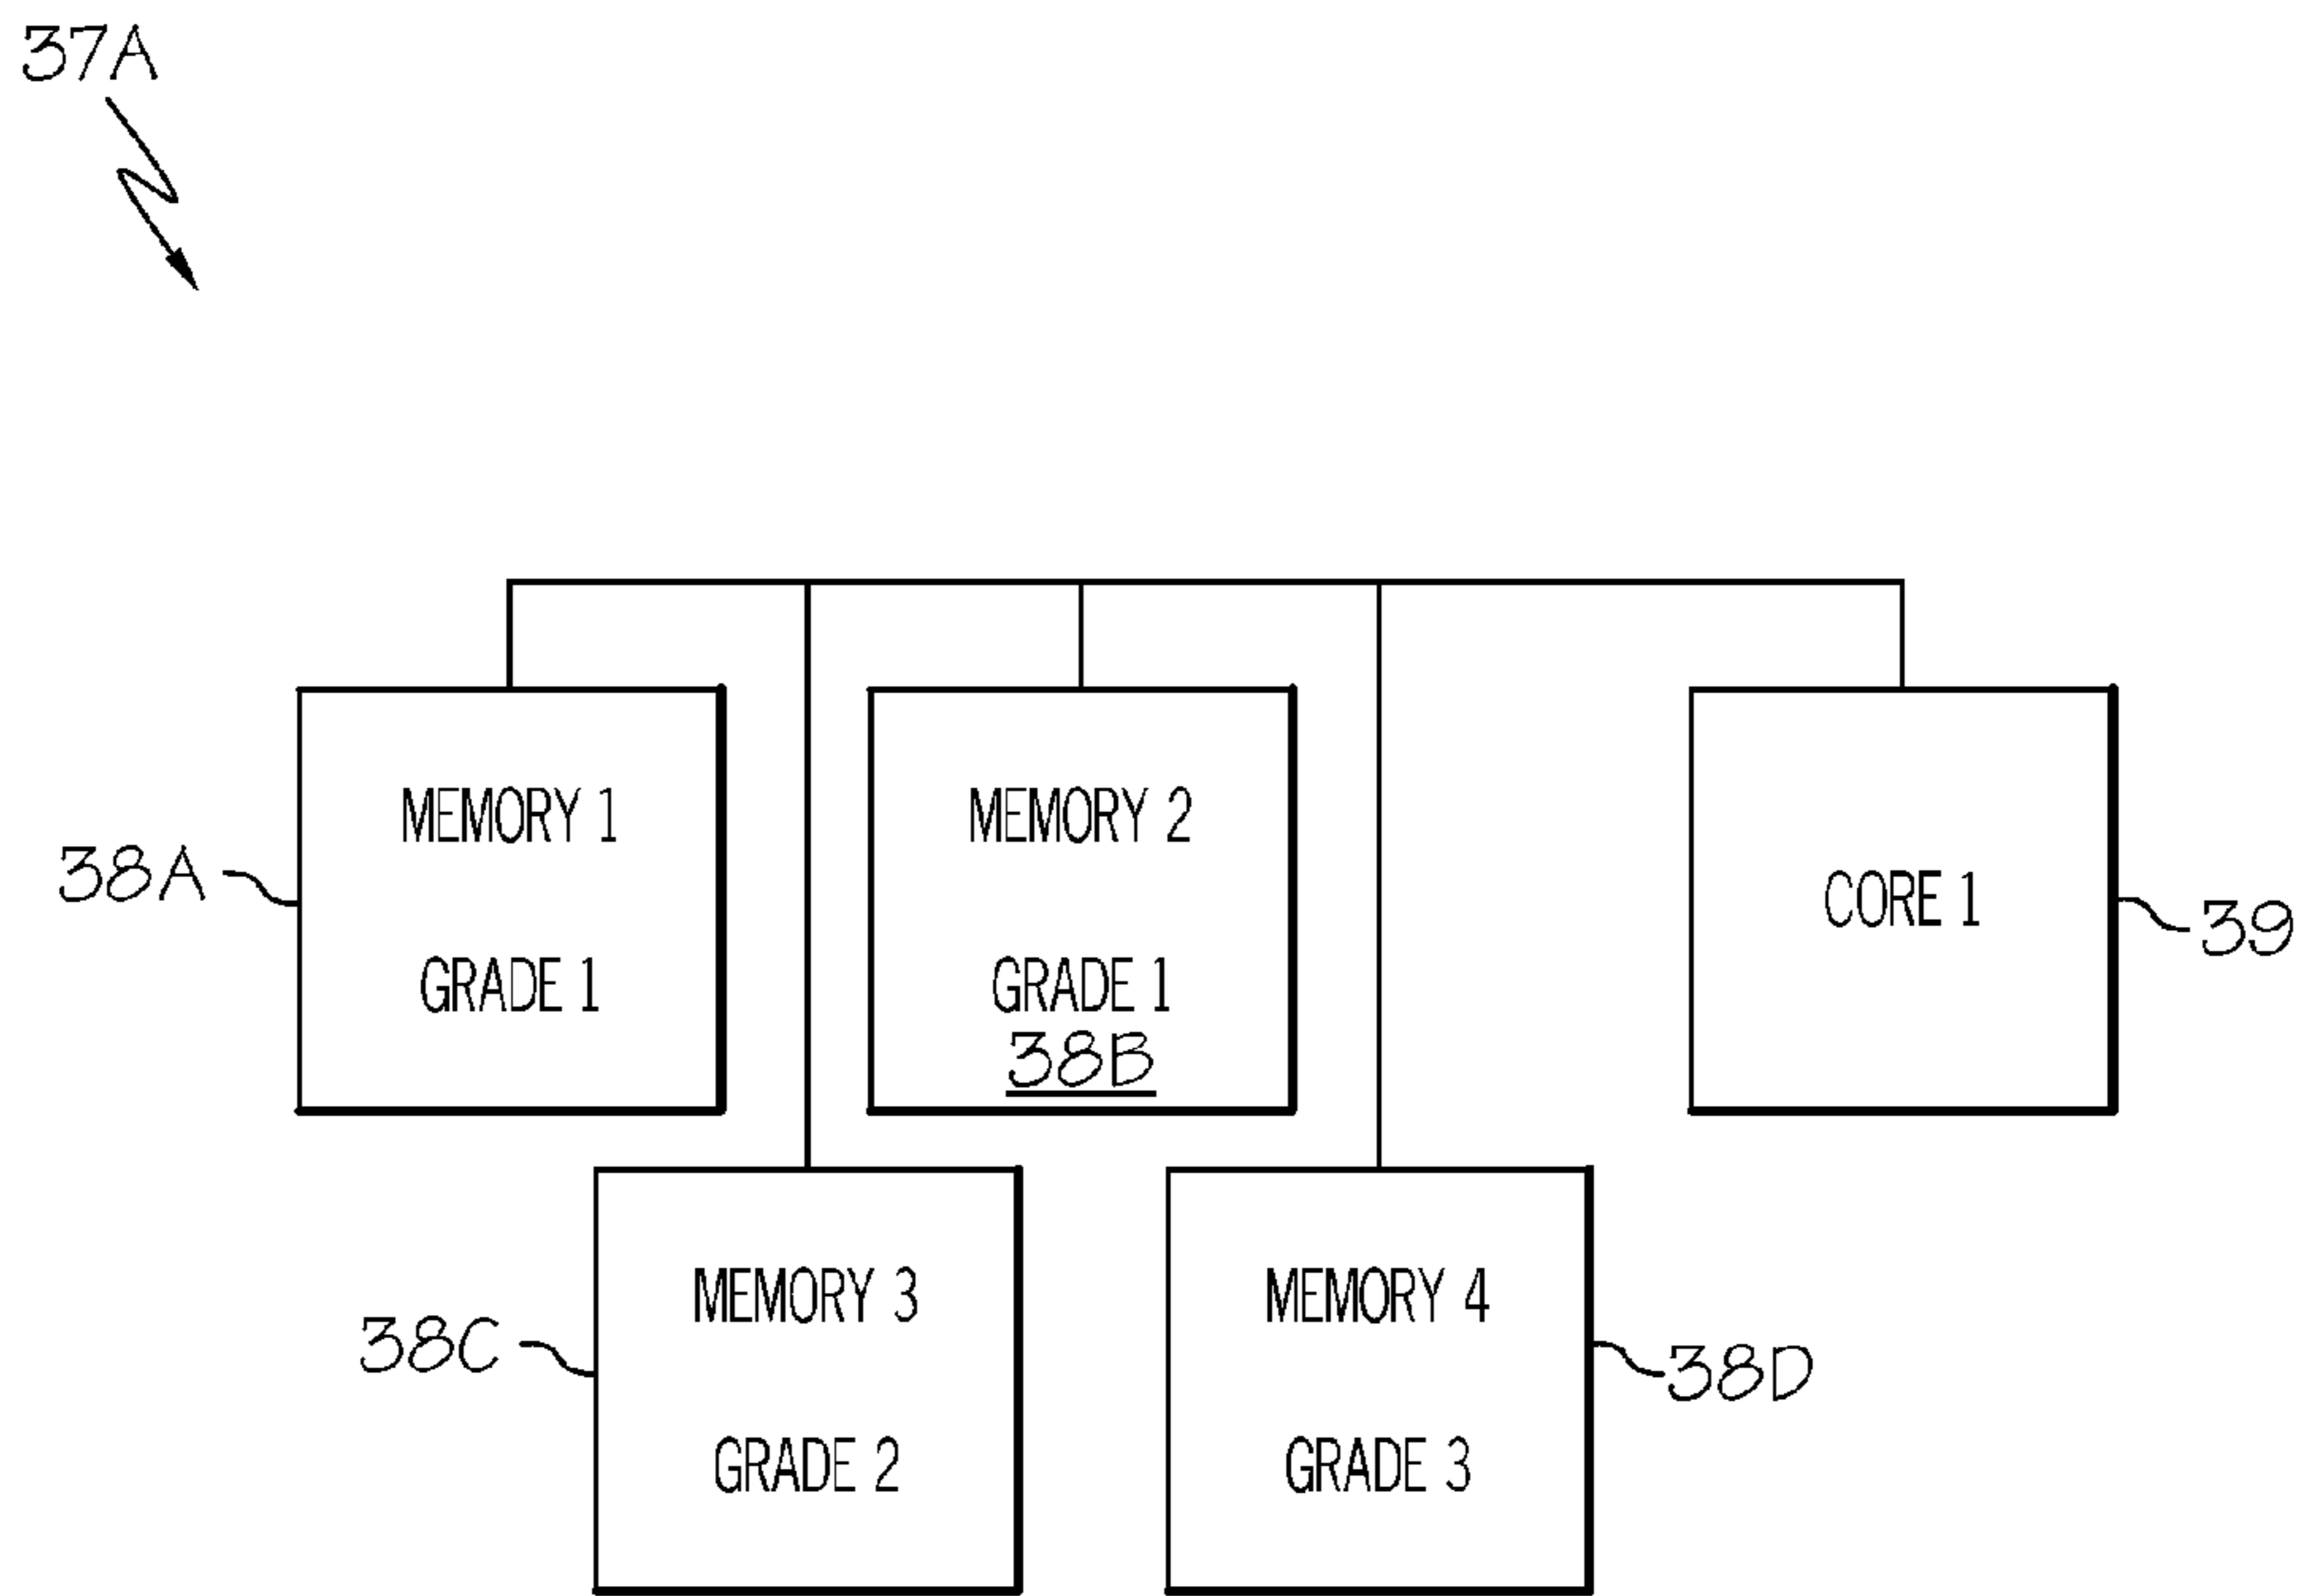 37A
MEMORY 1
GRADE 1
38A
MEMORY 2
GRADE 1
38B
CORE 1
39
MEMORY 3
GRADE 2
38C
MEMORY 4
GRADE 3
38D